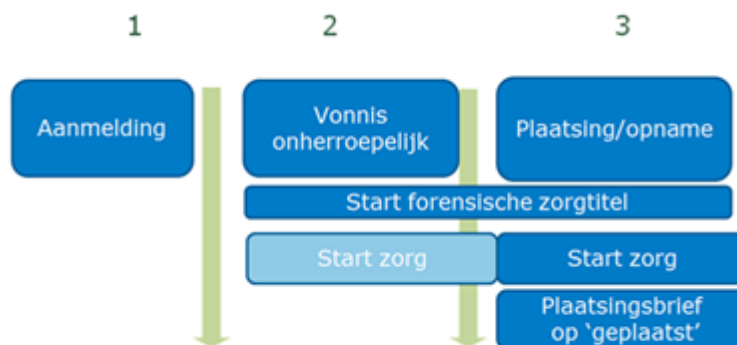 1
2
3
Aanmelding
Vonnis
onherroepelijk
Plaatsing/opname
Start forensische zorgtitel
Start zorg
Start zorg
Plaatsingsbrief
op ‘geplaatst’